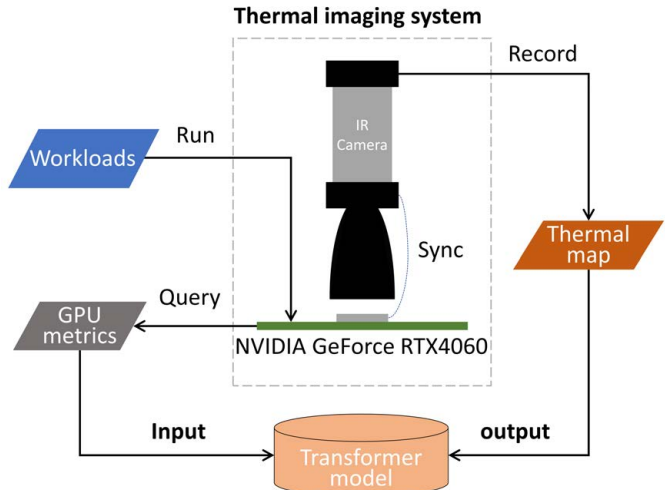 Thermal imaging system
Record
IR
Camera
Run
Workloads
Thermal
map
Sync
Query
GPU
metrics
NVIDIA GeForce RTX4060
Input
output
Transformer
model